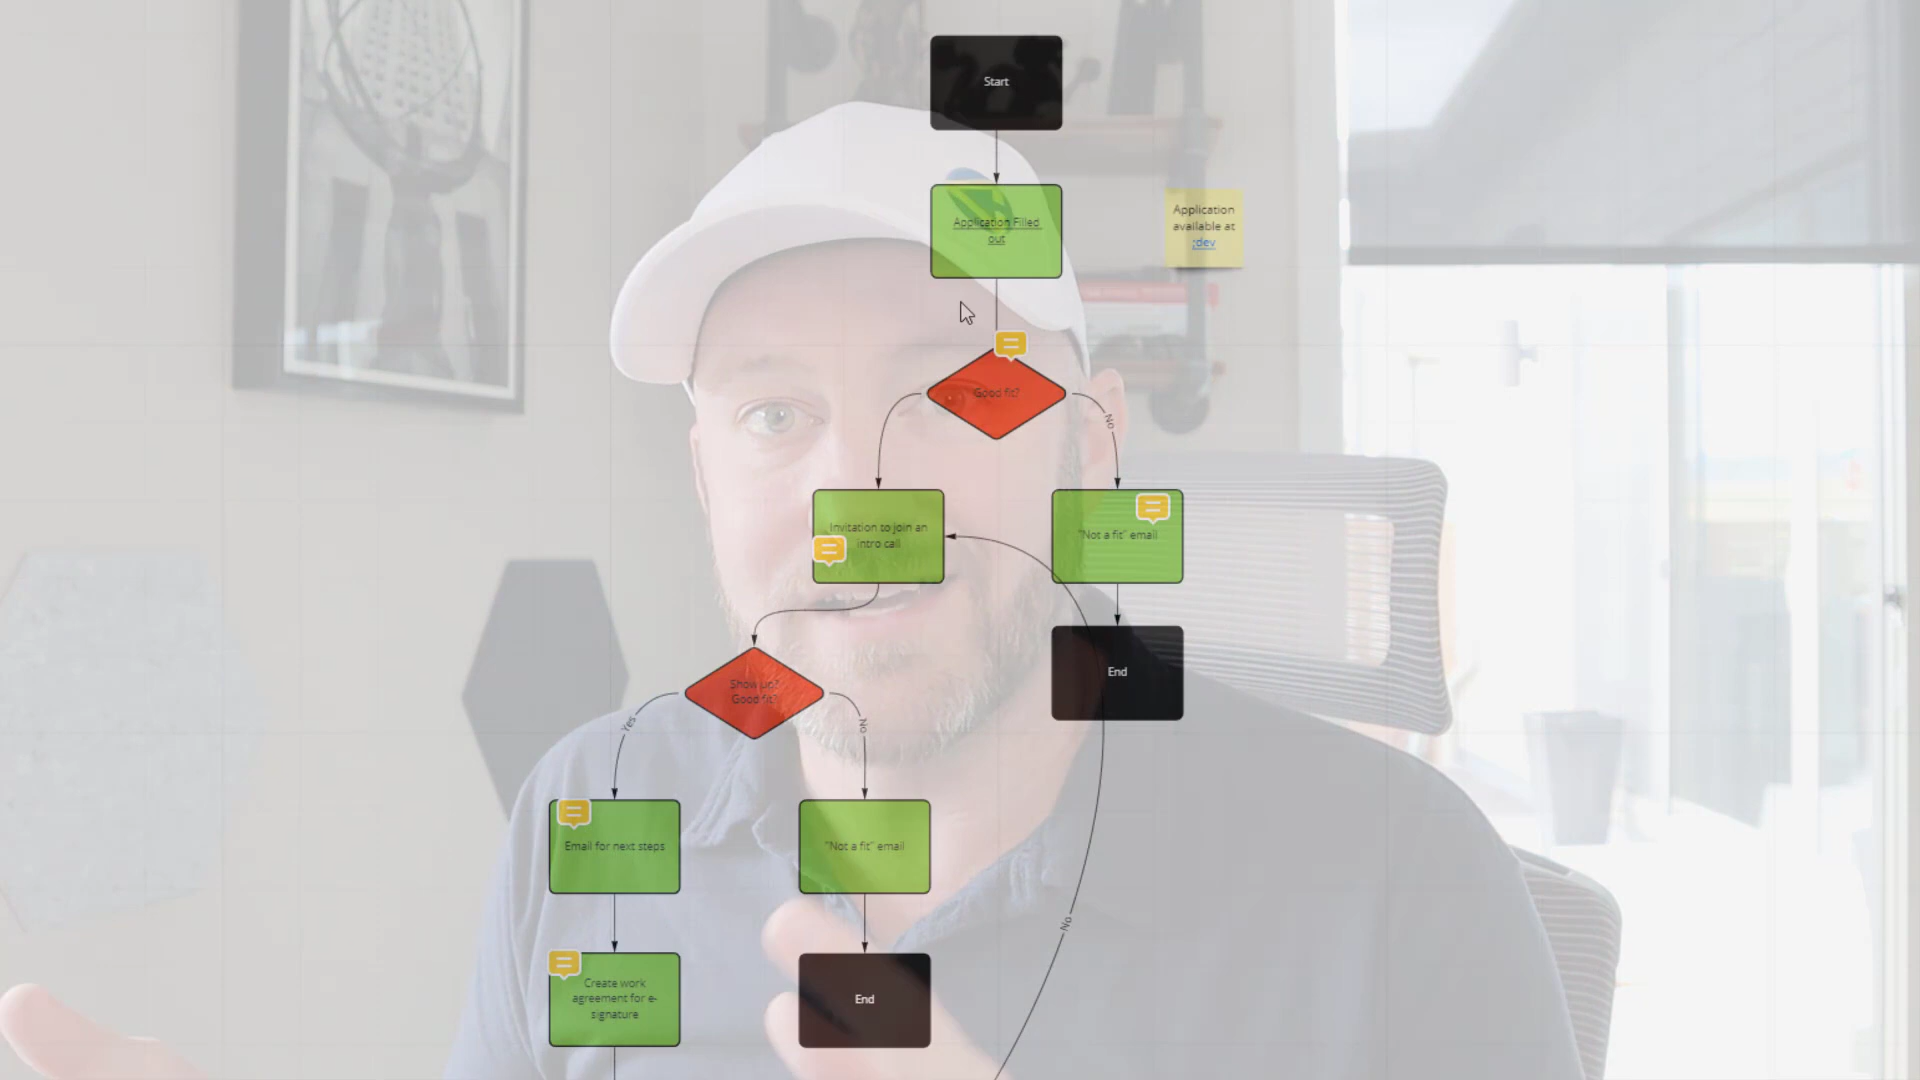 Start
Application Filled
out
Application
available at
:dev
Good fit?
No
Invitation to join an
intro call
"Not a fit" email
End
Show up?
Good fit?
Yes
No
Email for next steps
"Not a fit" email
No
Create work
agreement for e-
signature
End